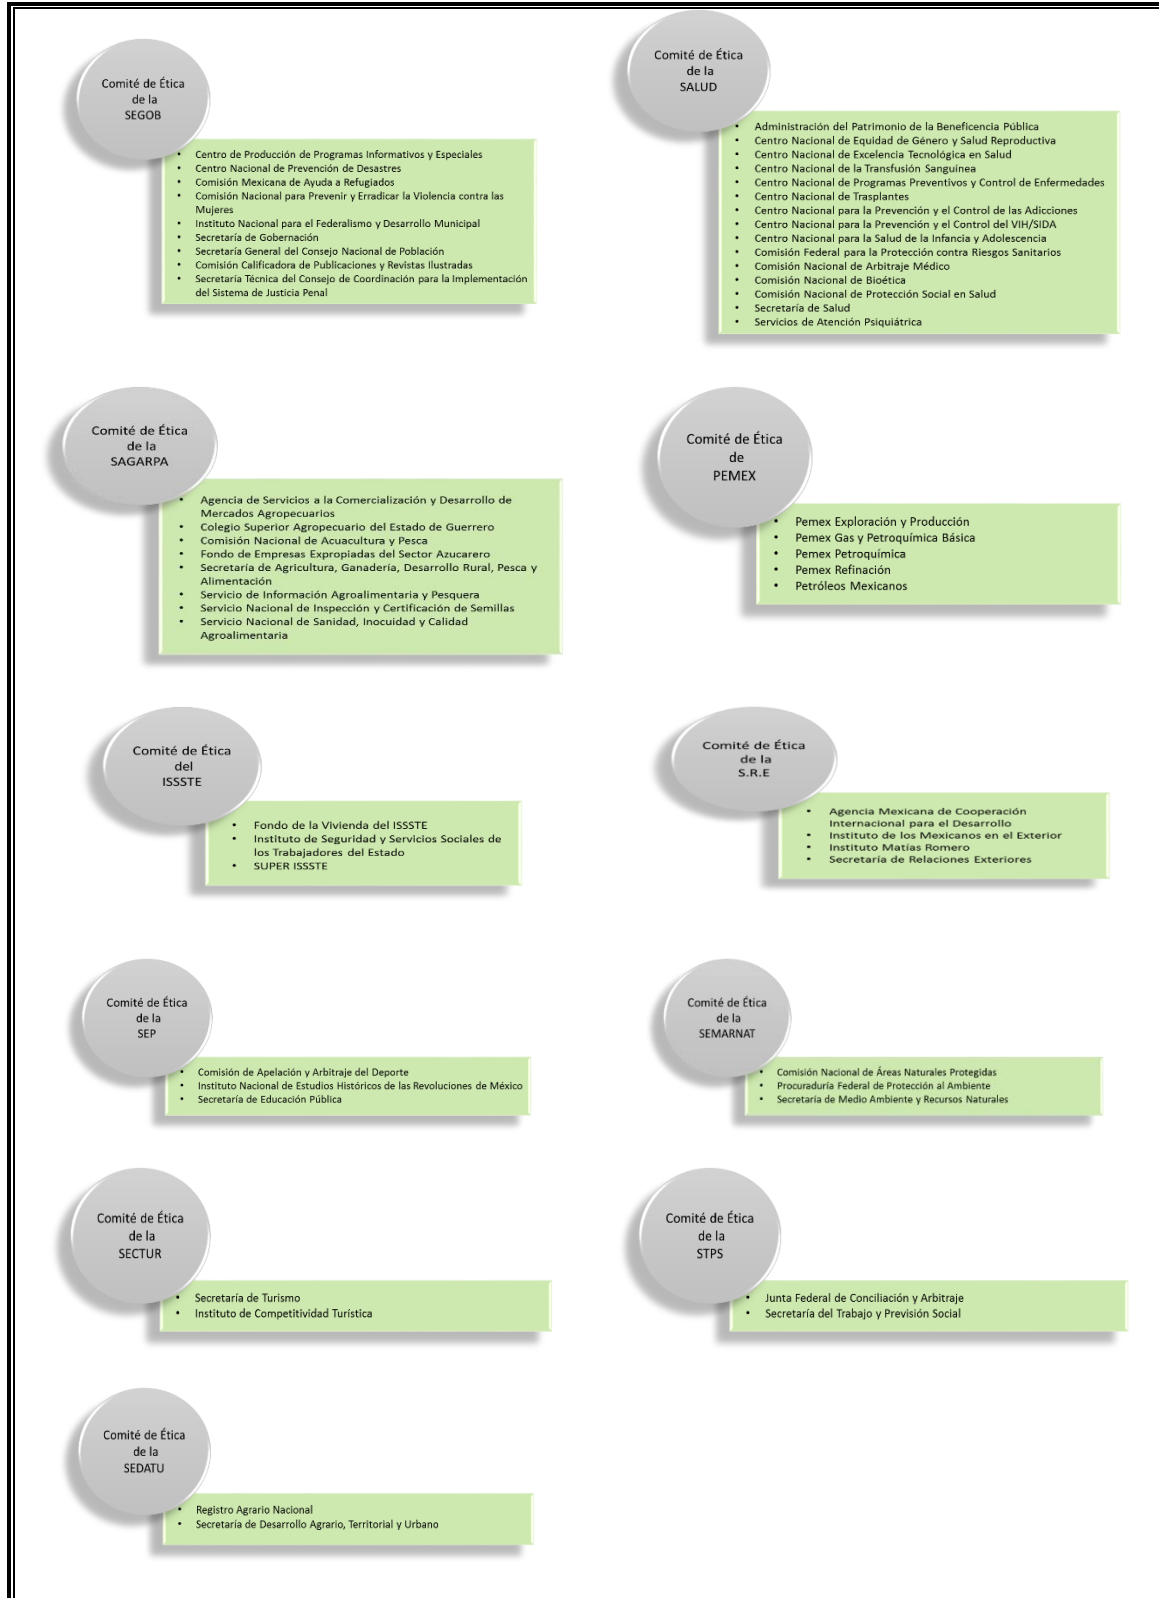 Comité de Ética
de la
SEGOB
• Centro de Producción de Programas Informativos y Especiales
• Centro Nacional de Prevención de Desastres
• Comisión Mexicana de Ayuda a Refugiados
• Comisión Nacional para Prevenir y Erradicar la Violencia contra las
Mujeres
• Instituto Nacional para el Federalismo y Desarrollo Municipal
• Secretaría de Gobernación
• Secretaría General del Consejo Nacional de Población
• Comisión Calificadora de Publicaciones y Revistas Ilustradas
• Secretaría Técnica del Consejo de Coordinación para la Implementación
del Sistema de Justicia Penal
Comité de Ética
de la
SALUD
• Administración del Patrimonio de la Beneficencia Pública
• Centro Nacional de Equidad de Género y Salud Reproductiva
• Centro Nacional de Excelencia Tecnológica en Salud
• Centro Nacional de la Transfusión Sanguínea
• Centro Nacional de Programas Preventivos y Control de Enfermedades
• Centro Nacional de Trasplantes
• Centro Nacional para la Prevención y el Control de las Adicciones
• Centro Nacional para la Prevención y el Control del VIH/SIDA
• Centro Nacional para la Salud de la Infancia y Adolescencia
• Comisión Federal para la Protección contra Riesgos Sanitarios
• Comisión Nacional de Arbitraje Médico
• Comisión Nacional de Bioética
• Comisión Nacional de Protección Social en Salud
• Secretaría de Salud
• Servicios de Atención Psiquiátrica
Comité de Ética
de la
SAGARPA
• Agencia de Servicios a la Comercialización y Desarrollo de
Mercados Agropecuarios
• Colegio Superior Agropecuario del Estado de Guerrero
• Comisión Nacional de Acuacultura y Pesca
• Fondo de Empresas Expropiadas del Sector Azucarero
• Secretaría de Agricultura, Ganadería, Desarrollo Rural, Pesca y
Alimentación
• Servicio de Información Agroalimentaria y Pesquera
• Servicio Nacional de Inspección y Certificación de Semillas
• Servicio Nacional de Sanidad, Inocuidad y Calidad
Agroalimentaria
Comité de Ética
de
PEMEX
• Pemex Exploración y Producción
• Pemex Gas y Petroquímica Básica
• Pemex Petroquímica
• Pemex Refinación
• Petróleos Mexicanos
Comité de Ética
del
ISSSTE
• Fondo de la Vivienda del ISSSTE
• Instituto de Seguridad y Servicios Sociales de
los Trabajadores del Estado
• SUPER ISSSTE
Comité de Ética
de la
S.R.E
• Agencia Mexicana de Cooperación
Internacional para el Desarrollo
• Instituto de los Mexicanos en el Exterior
• Instituto Matías Romero
• Secretaría de Relaciones Exteriores
Comité de Ética
de la
SEP
• Comisión de Apelación y Arbitraje del Deporte
• Instituto Nacional de Estudios Históricos de las Revoluciones de México
• Secretaría de Educación Pública
Comité de Ética
de la
SEMARNAT
• Comisión Nacional de Áreas Naturales Protegidas
• Procuraduría Federal de Protección al Ambiente
• Secretaría de Medio Ambiente y Recursos Naturales
Comité de Ética
de la
SECTUR
• Secretaría de Turismo
• Instituto de Competitividad Turística
Comité de Ética
de la
STPS
• Junta Federal de Conciliación y Arbitraje
• Secretaría del Trabajo y Previsión Social
Comité de Ética
de la
SEDATU
• Registro Agrario Nacional
• Secretaría de Desarrollo Agrario, Territorial y Urbano